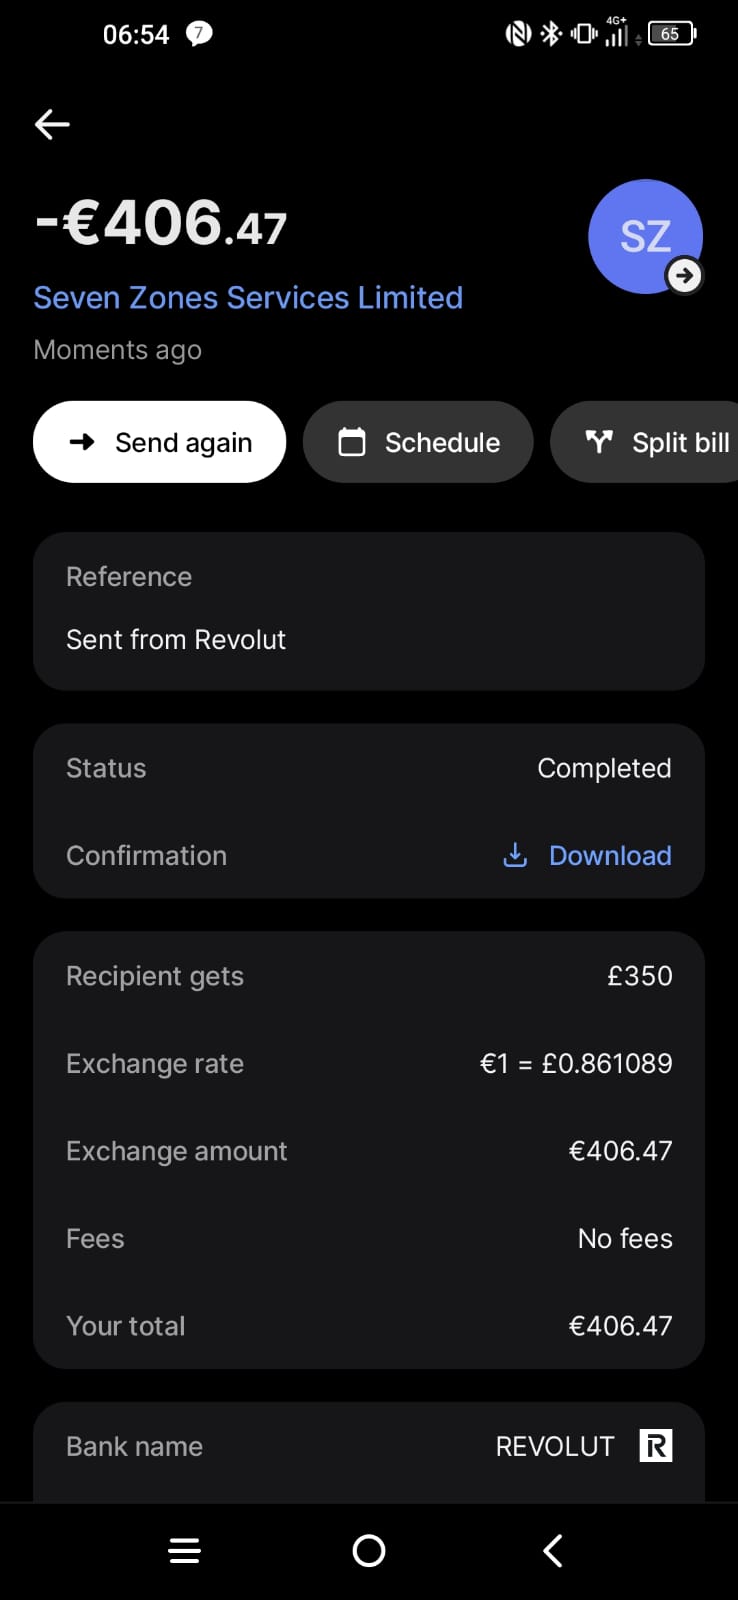 06:54 7 4G+ 65
-€406.47
SZ
Seven Zones Services Limited
Moments ago
Send again Schedule Split bill
Reference
Sent from Revolut
Status Completed
Confirmation Download
Recipient gets £350
Exchange rate €1 = £0.861089
Exchange amount €406.47
Fees No fees
Your total €406.47
Bank name REVOLUT R